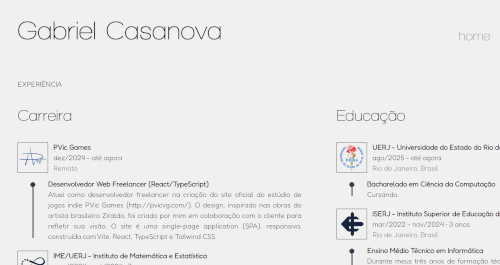 Gabriel Casanova
home
EXPERIÊNCIA
Carreira
PVic Games
dez/2024 - até agora
Remoto
Desenvolvedor Web Freelancer (React/TypeScript)
Atuei como desenvolvedor freelancer na criação do site oficial do estúdio de
jogos indie PVic Games (http://pvicvg.com/). O design, inspirado nas obras do
artista brasileiro Ziraldo, foi criado por mim em colaboração com o cliente para
refletir sua visão. O site é uma single-page application (SPA), responsiva,
construída com Vite, React, TypeScript e Tailwind CSS.
IME/UERJ - Instituto de Matemática e Estatística
Educação
UERJ - Universidade do Estado do Rio d
ago/2025 - até agora
Rio de Janeiro, Brasil
Bacharelado em Ciência da Computação
Cursando.
ISERJ - Instituto Superior de Educação d
mar/2022 - nov/2024 · 3 anos
Rio de Janeiro, Brasil
Ensino Médio Técnico em Informática
Durante meus três anos de formação téc